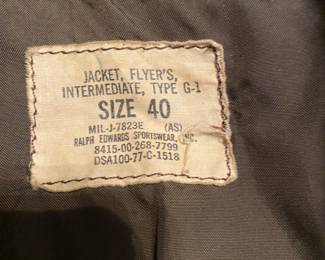 JACKET, FLYER'S,
INTERMEDIATE, TYPE G-1
SIZE 40
MIL-J-7823E (AS)
RALPH EDWARDS SPORTSWEAR, INC.
8415-00-268-7799
DSA100-77-C-1518